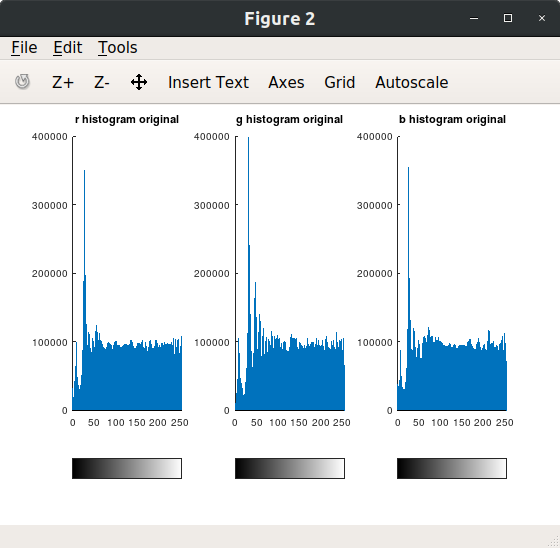 Figure 2
File Edit Tools
Z+ Z- Insert Text Axes Grid Autoscale
r histogram original g histogram original b histogram original
400000 400000 400000
300000 300000 300000
200000 200000 200000
100000 100000 100000
0 0 0
0 50 100 150 200 250 0 50 100 150 200 250 0 50 100 150 200 250